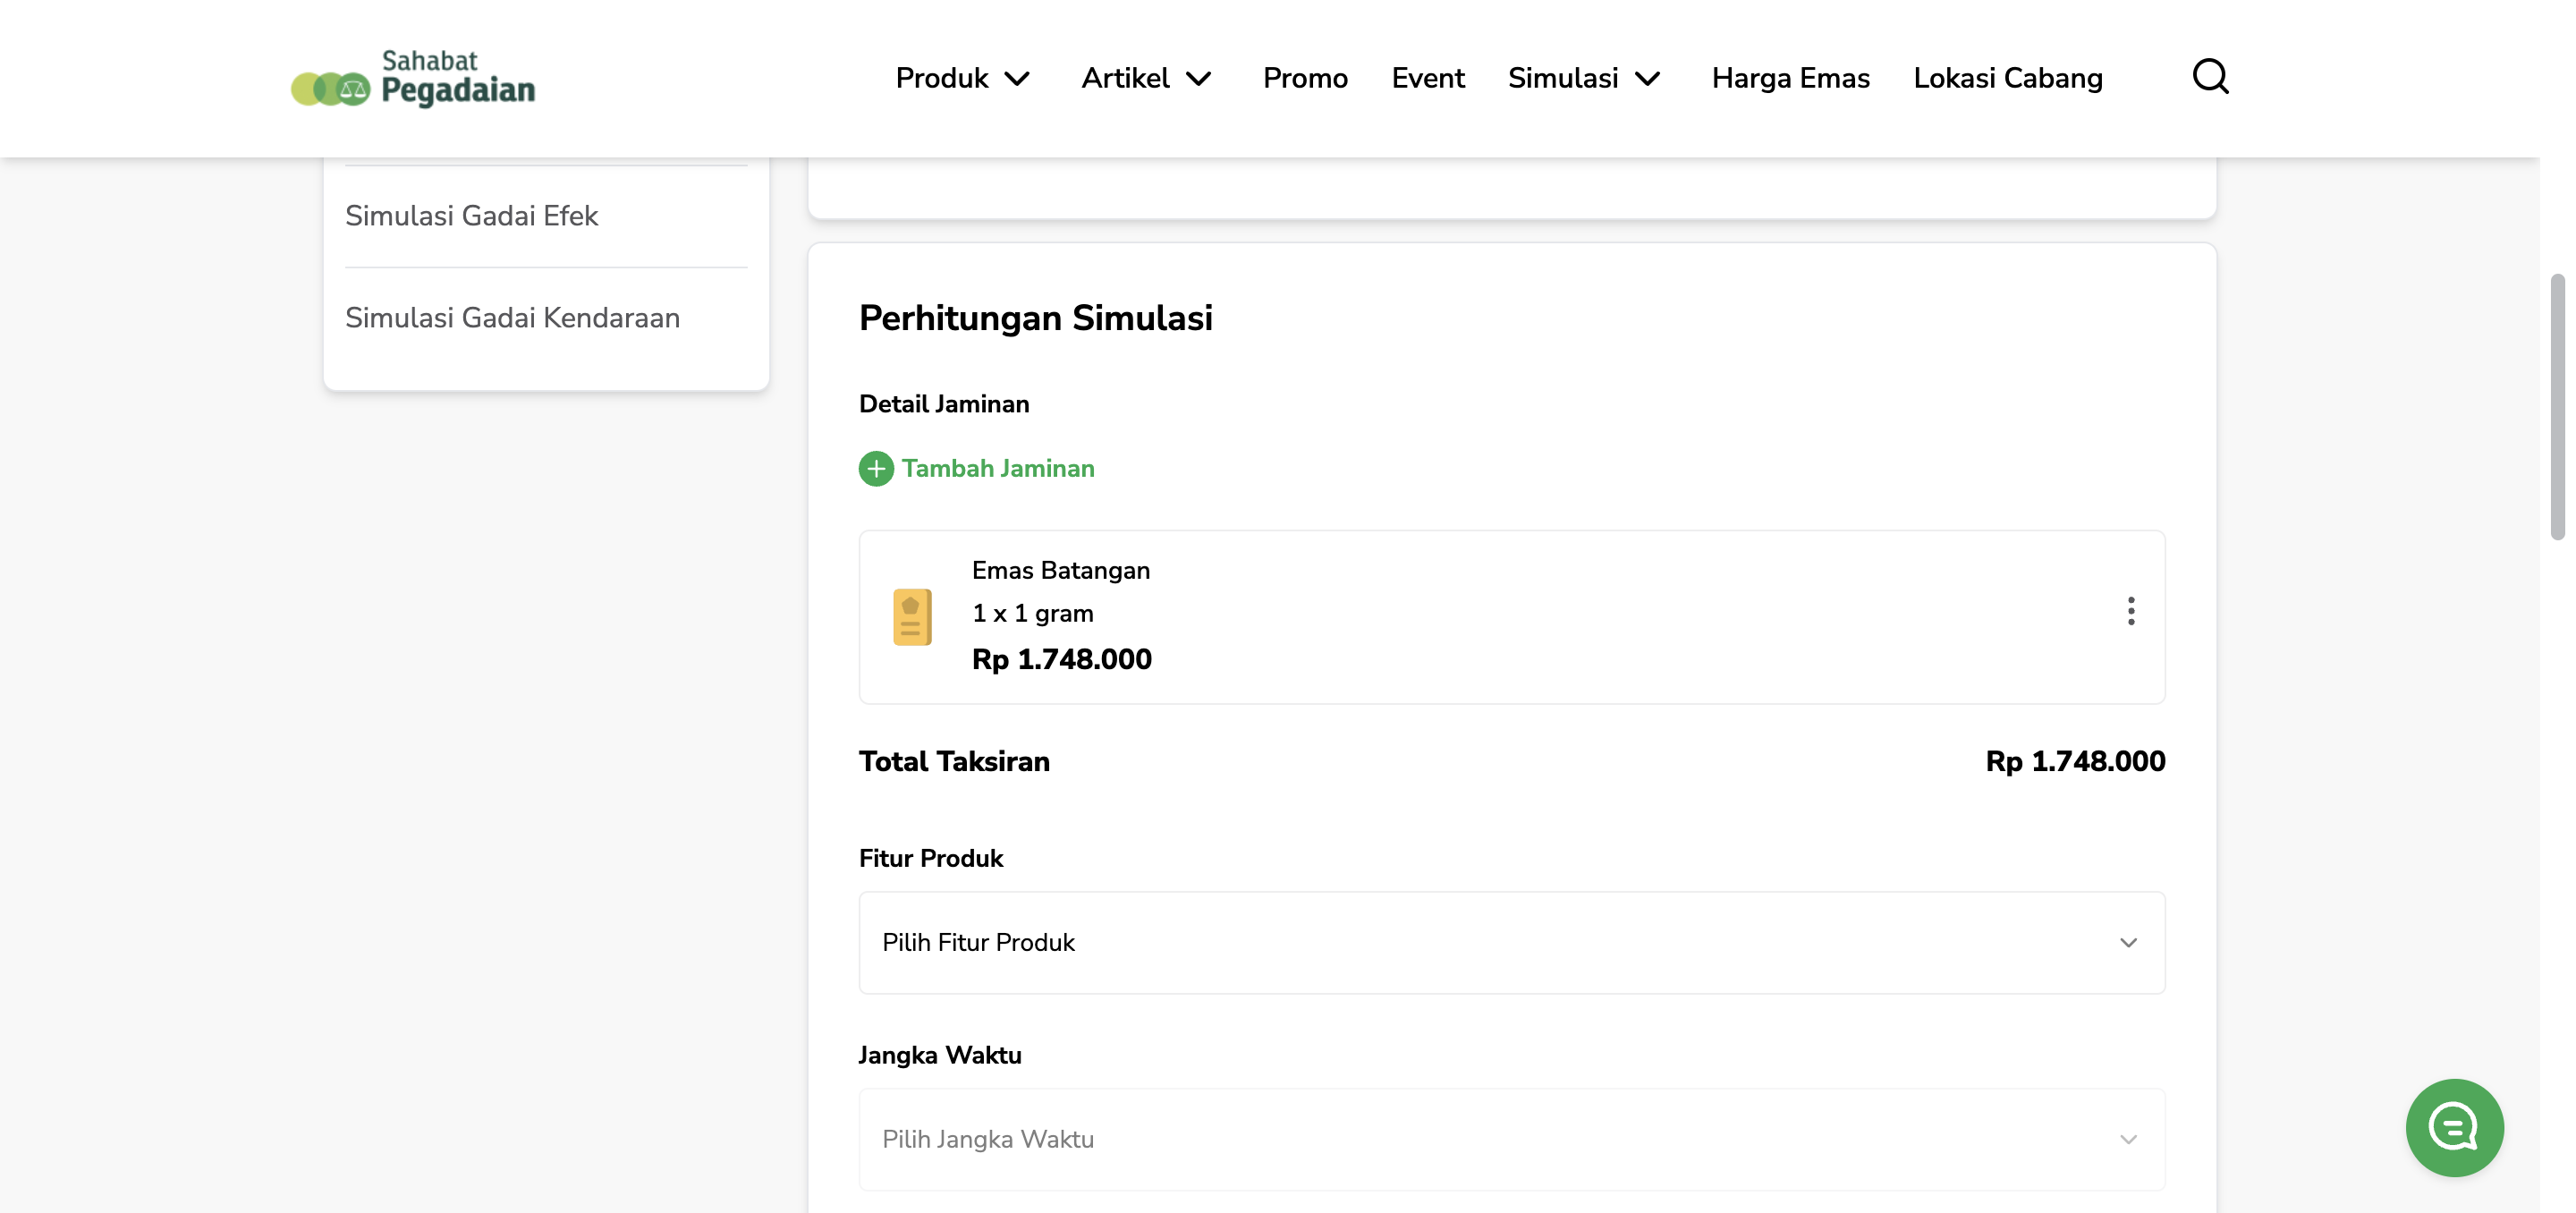 Sahabat
Pegadaian
Produk
Artikel
Promo
Event
Simulasi
Harga Emas
Lokasi Cabang
Simulasi Gadai Efek
Simulasi Gadai Kendaraan
Perhitungan Simulasi
Detail Jaminan
Tambah Jaminan
Emas Batangan
1 x 1 gram
Rp 1.748.000
Total Taksiran
Rp 1.748.000
Fitur Produk
Pilih Fitur Produk
Jangka Waktu
Pilih Jangka Waktu